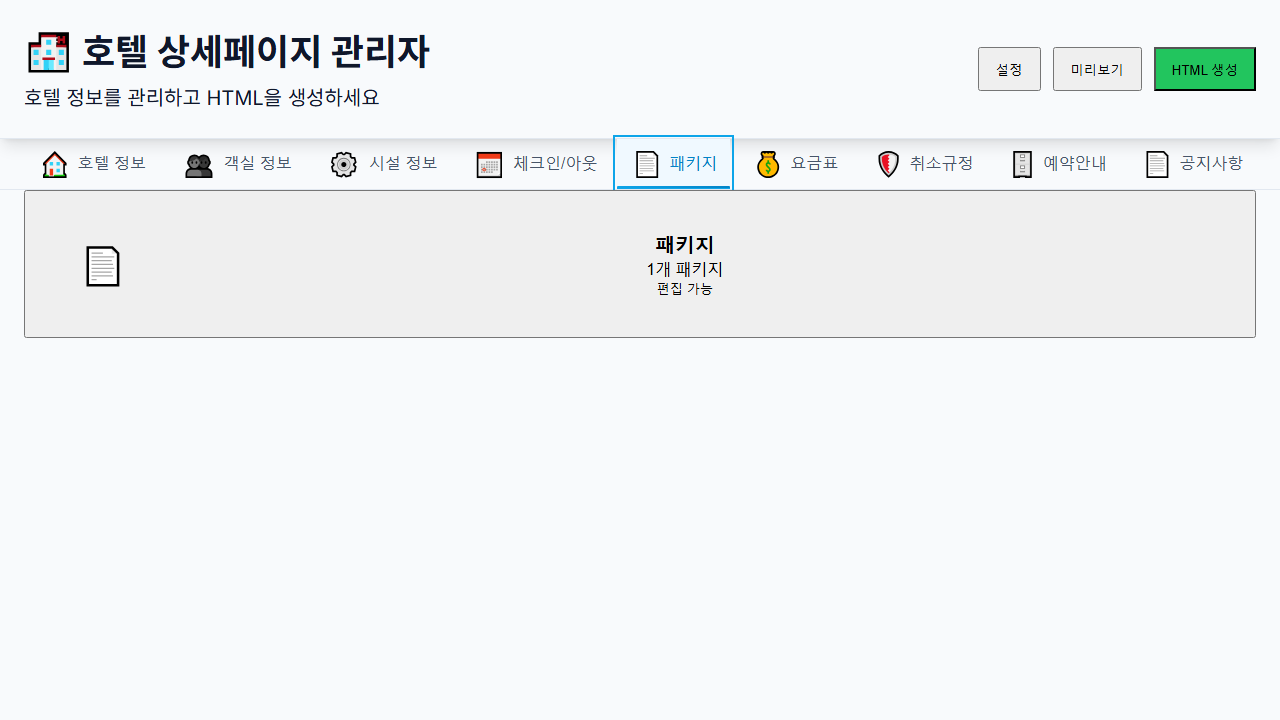 호텔 상세페이지 관리자
호텔 정보를 관리하고 HTML을 생성하세요
설정
미리보기
HTML 생성
호텔 정보
객실 정보
시설 정보
체크인/아웃
패키지
요금표
취소규정
예약안내
공지사항
패키지
1개 패키지
편집 가능